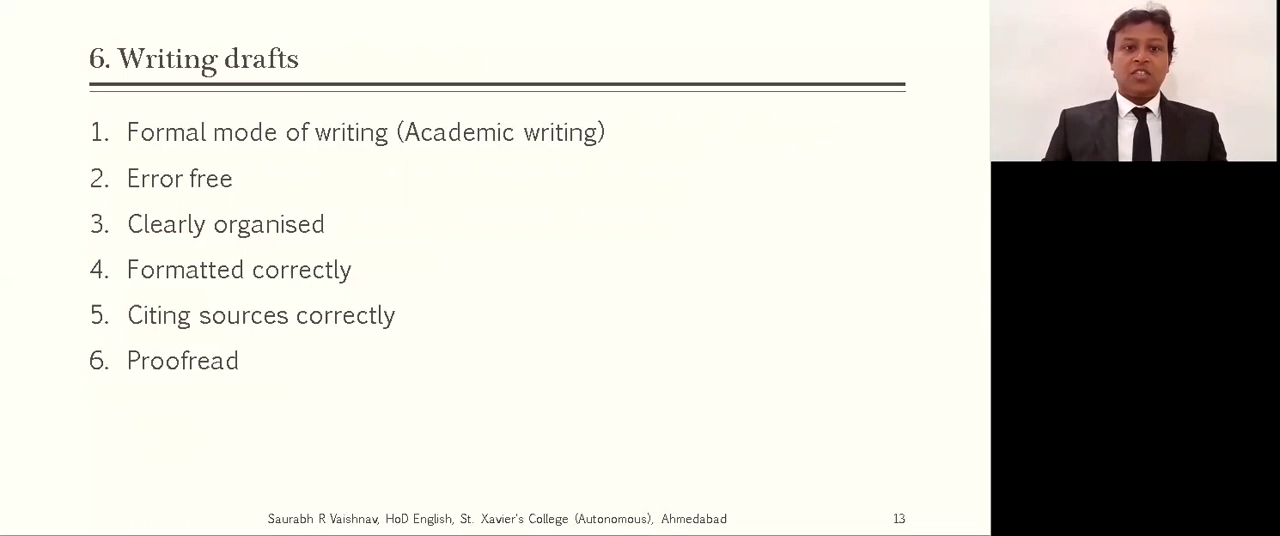 6. Writing drafts
1. Formal mode of writing (Academic writing)
2. Error free
3. Clearly organised
4. Formatted correctly
5. Citing sources correctly
6. Proofread
Saurabh R Vaishnav, HoD English, St. Xavier's College (Autonomous), Ahmedabad
13